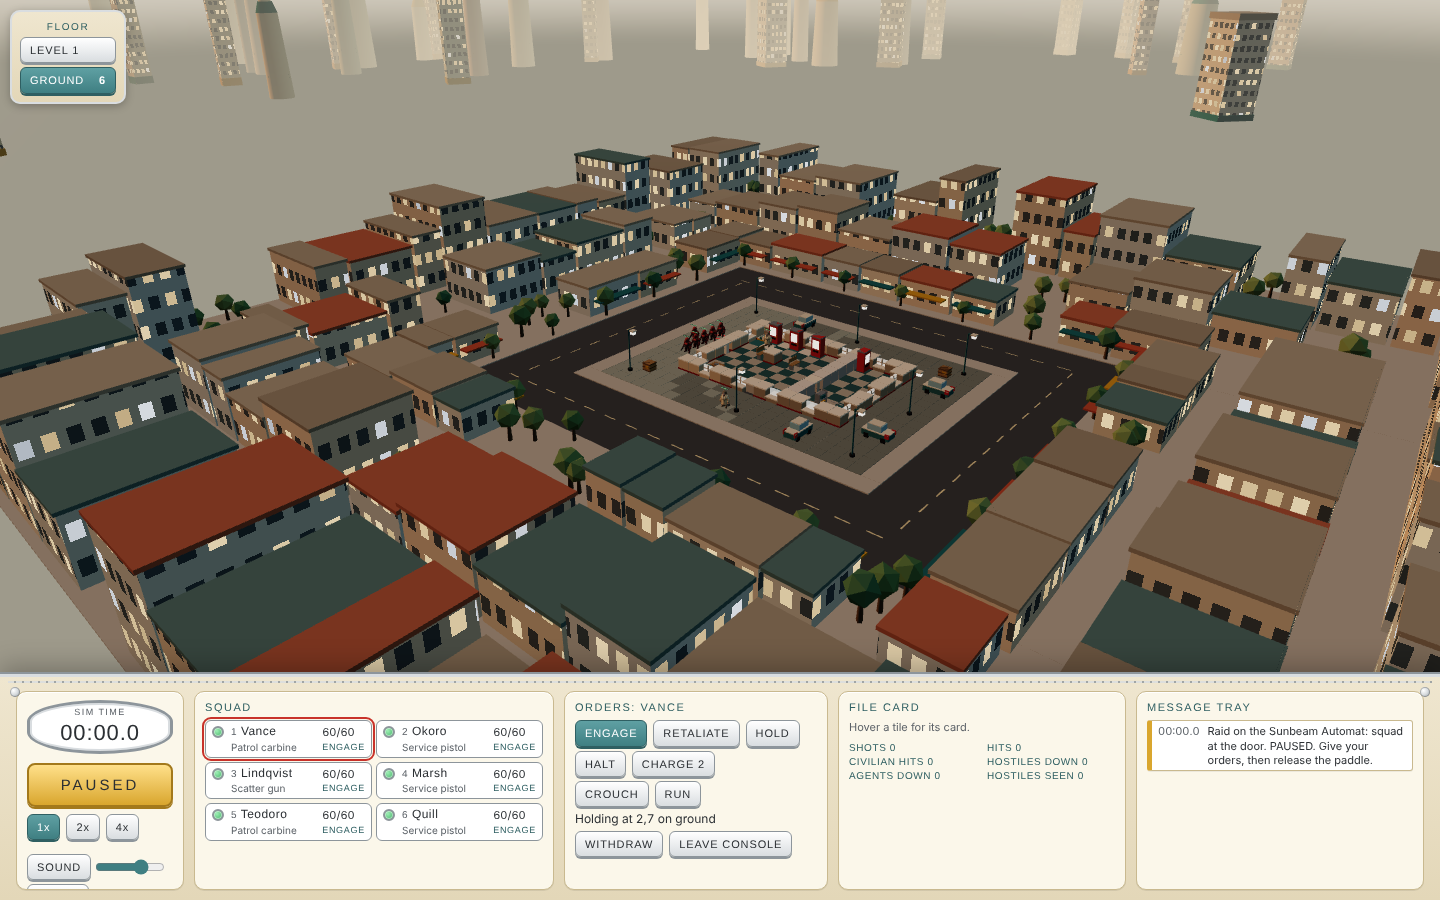 FLOOR
LEVEL 1
GROUND 6
SIM TIME
00:00.0
PAUSED
1x 2x 4x
SOUND
SQUAD
1 Vance 60/60
Patrol carbine ENGAGE
2 Okoro 60/60
Service pistol ENGAGE
3 Lindqvist 60/60
Scatter gun ENGAGE
4 Marsh 60/60
Service pistol ENGAGE
5 Teodoro 60/60
Patrol carbine ENGAGE
6 Quill 60/60
Service pistol ENGAGE
ORDERS: VANCE
ENGAGE RETALIATE HOLD
HALT CHARGE 2
CROUCH RUN
Holding at 2,7 on ground
WITHDRAW LEAVE CONSOLE
FILE CARD
Hover a tile for its card.
SHOTS 0 HITS 0
CIVILIAN HITS 0 HOSTILES DOWN 0
AGENTS DOWN 0 HOSTILES SEEN 0
MESSAGE TRAY
00:00.0 Raid on the Sunbeam Automat: squad
at the door. PAUSED. Give your
orders, then release the paddle.